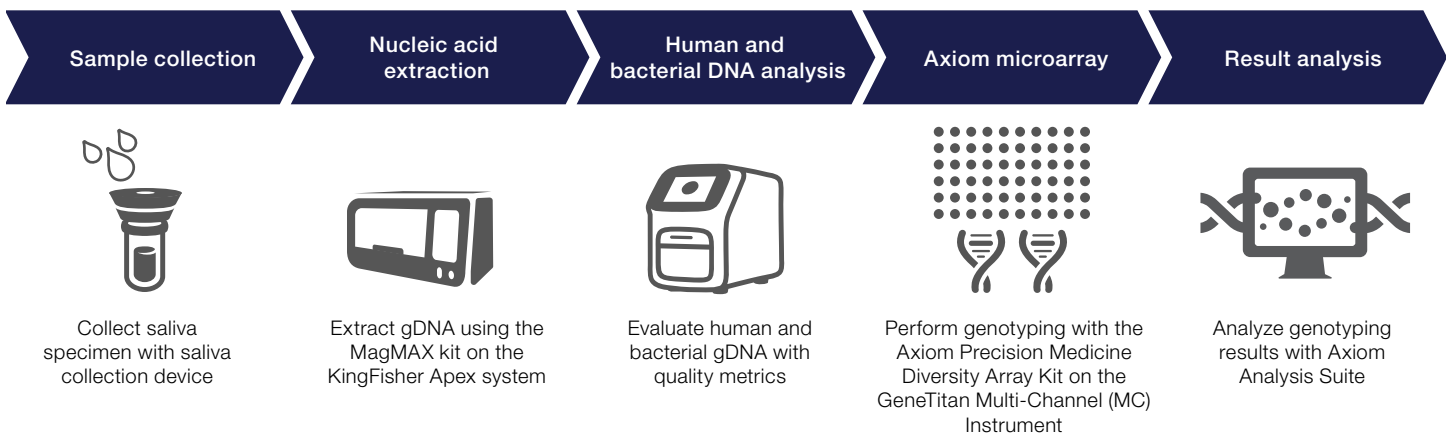 Sample collection
Nucleic acid
extraction
Human and
bacterial DNA analysis
Axiom microarray
Result analysis
Collect saliva
specimen with saliva
collection device
Extract gDNA using the
MagMAX kit on the
KingFisher Apex system
Evaluate human and
bacterial gDNA with
quality metrics
Perform genotyping with the
Axiom Precision Medicine
Diversity Array Kit on the
GeneTitan Multi-Channel (MC)
Instrument
Analyze genotyping
results with Axiom
Analysis Suite